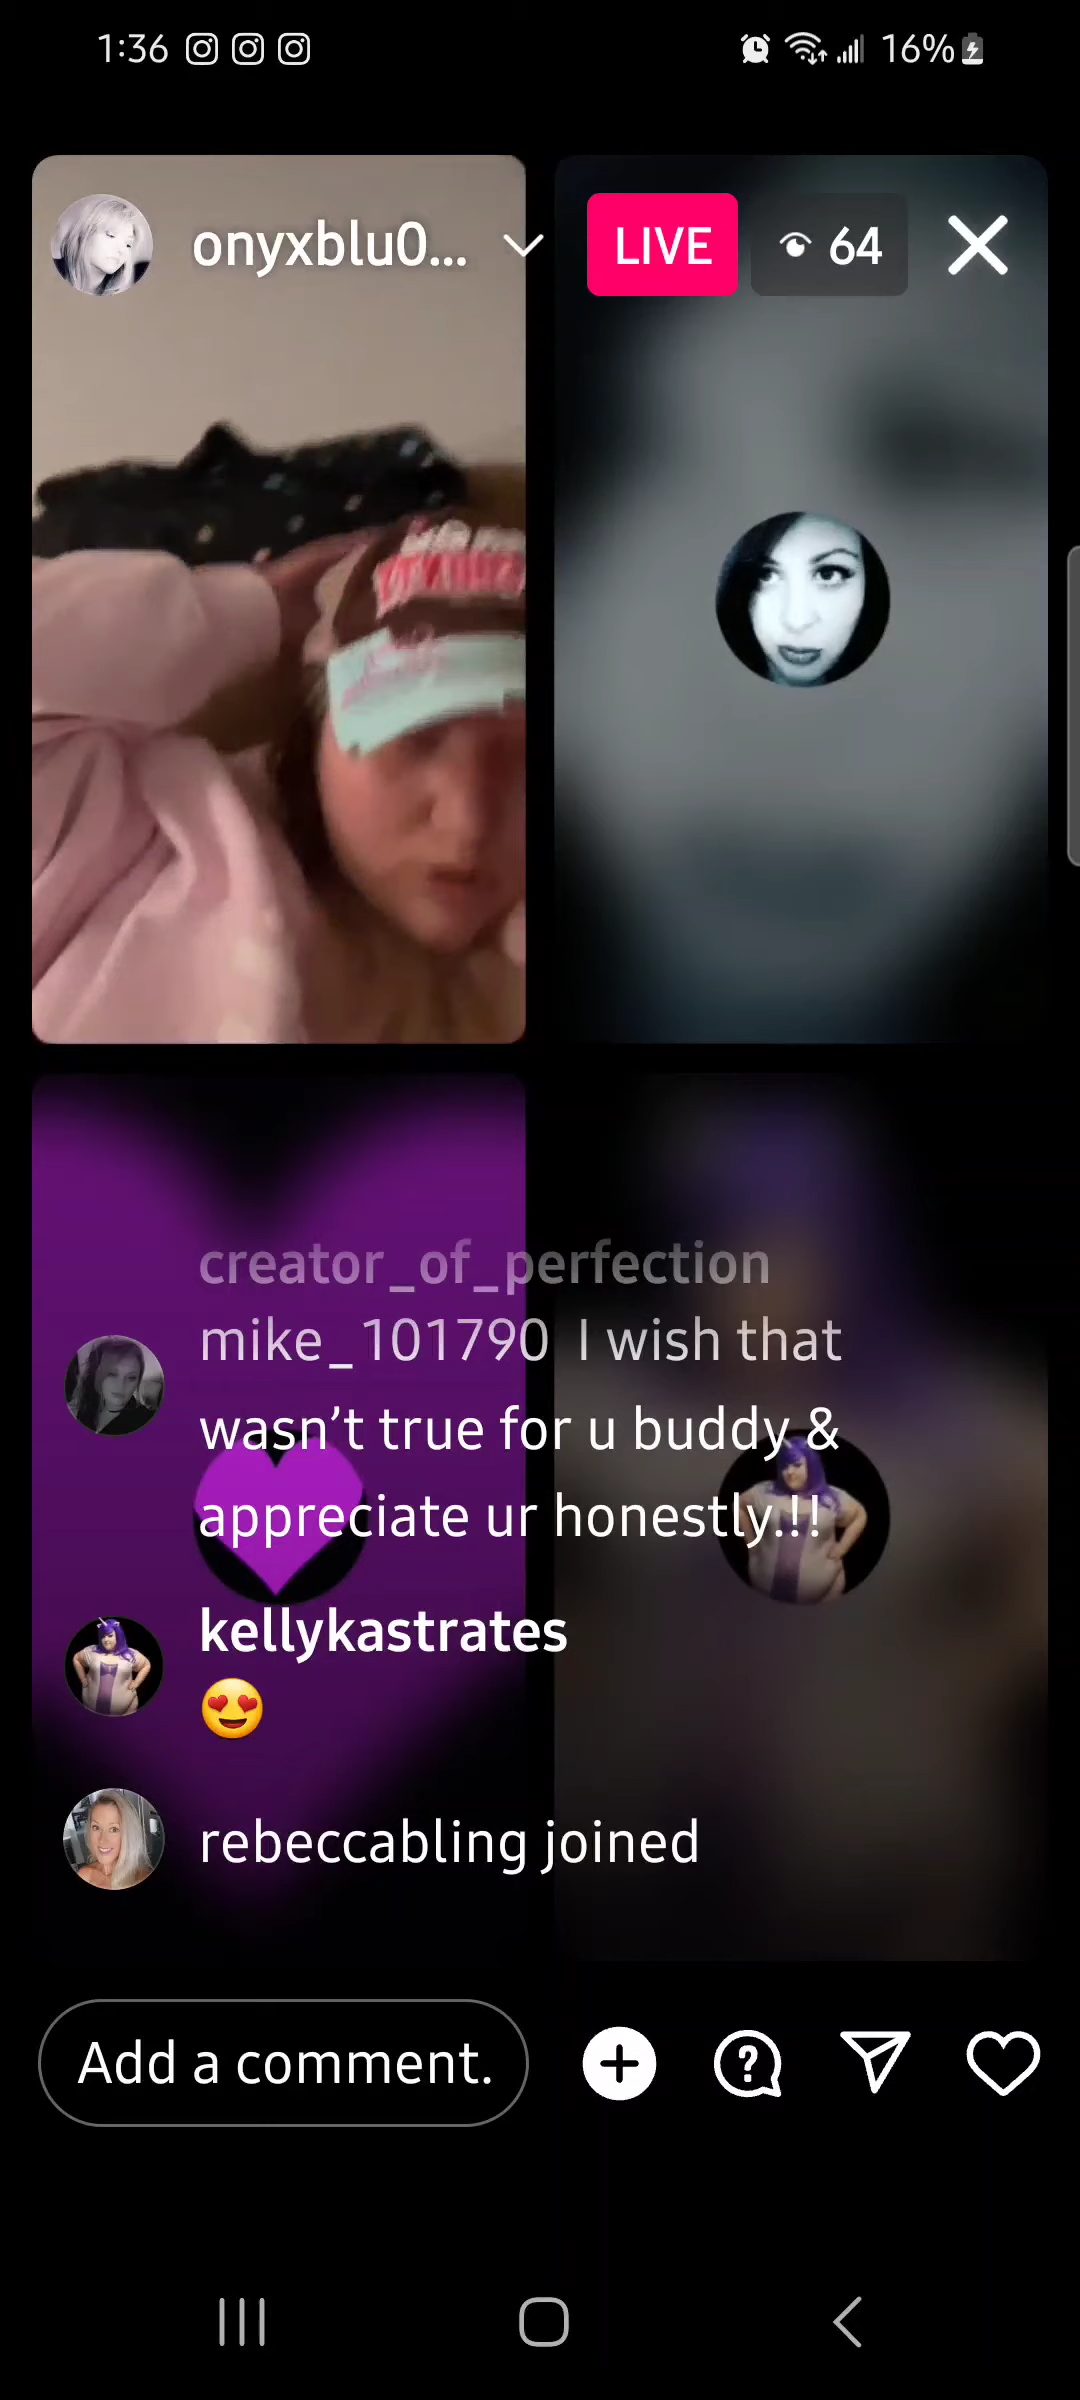 1:36
16%
onyxblu0...
LIVE
64
creator_of_perfection
mike_101790 I wish that
wasn't true for u buddy &
appreciate ur honestly.!!
kellykastrates
😍
rebeccabling joined
Add a comment.